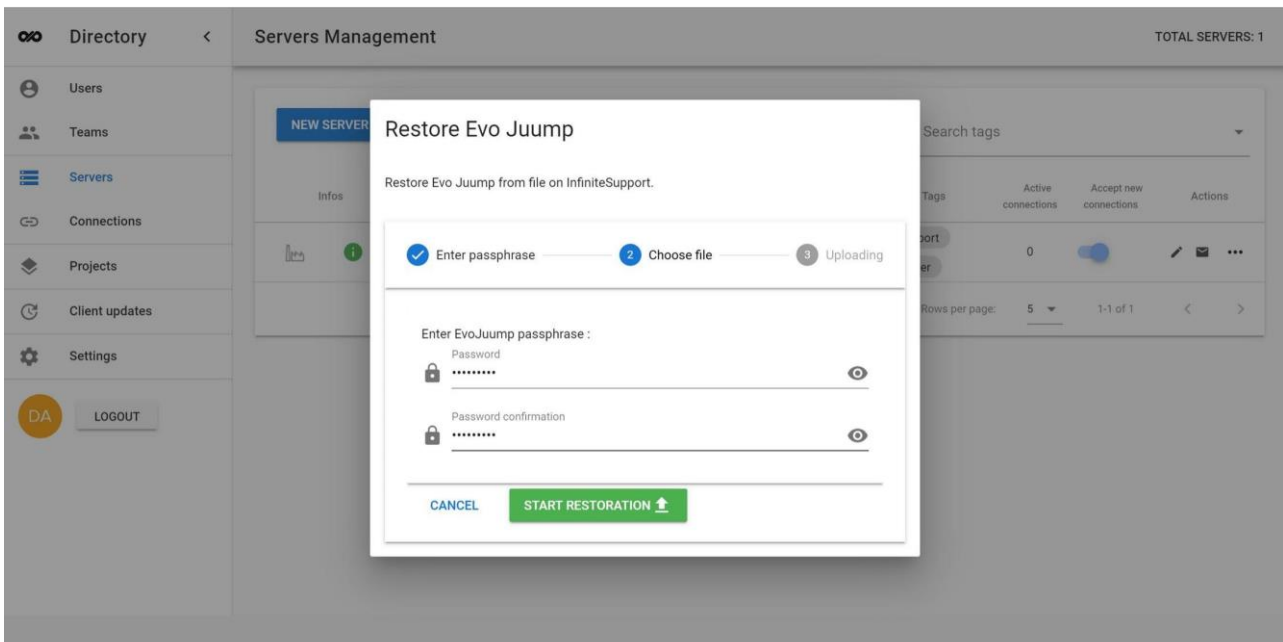 Directory
Servers Management
TOTAL SERVERS: 1
Users
Teams
Servers
Connections
Projects
Client updates
Settings
DA
LOGOUT
NEW SERVER
Search tags
Infos
Tags
Active connections
Accept new connections
Actions
port
er
0
Rows per page:
5
1-1 of 1
Restore Evo Juump
Restore Evo Juump from file on InfiniteSupport.
Enter passphrase
2 Choose file
3 Uploading
Enter EvoJuump passphrase :
Password
•••••••••
Password confirmation
•••••••••
CANCEL
START RESTORATION